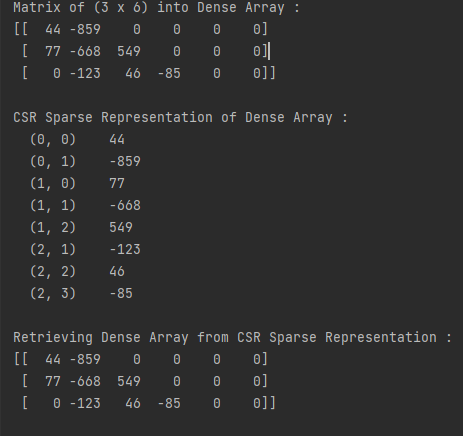 Matrix of (3 x 6) into Dense Array :
[[  44 -859    0    0    0    0]
 [  77 -668  549    0    0    0]
 [   0 -123   46  -85    0    0]]
CSR Sparse Representation of Dense Array :
  (0, 0)    44
  (0, 1)    -859
  (1, 0)    77
  (1, 1)    -668
  (1, 2)    549
  (2, 1)    -123
  (2, 2)    46
  (2, 3)    -85
Retrieving Dense Array from CSR Sparse Representation :
[[  44 -859    0    0    0    0]
 [  77 -668  549    0    0    0]
 [   0 -123   46  -85    0    0]]